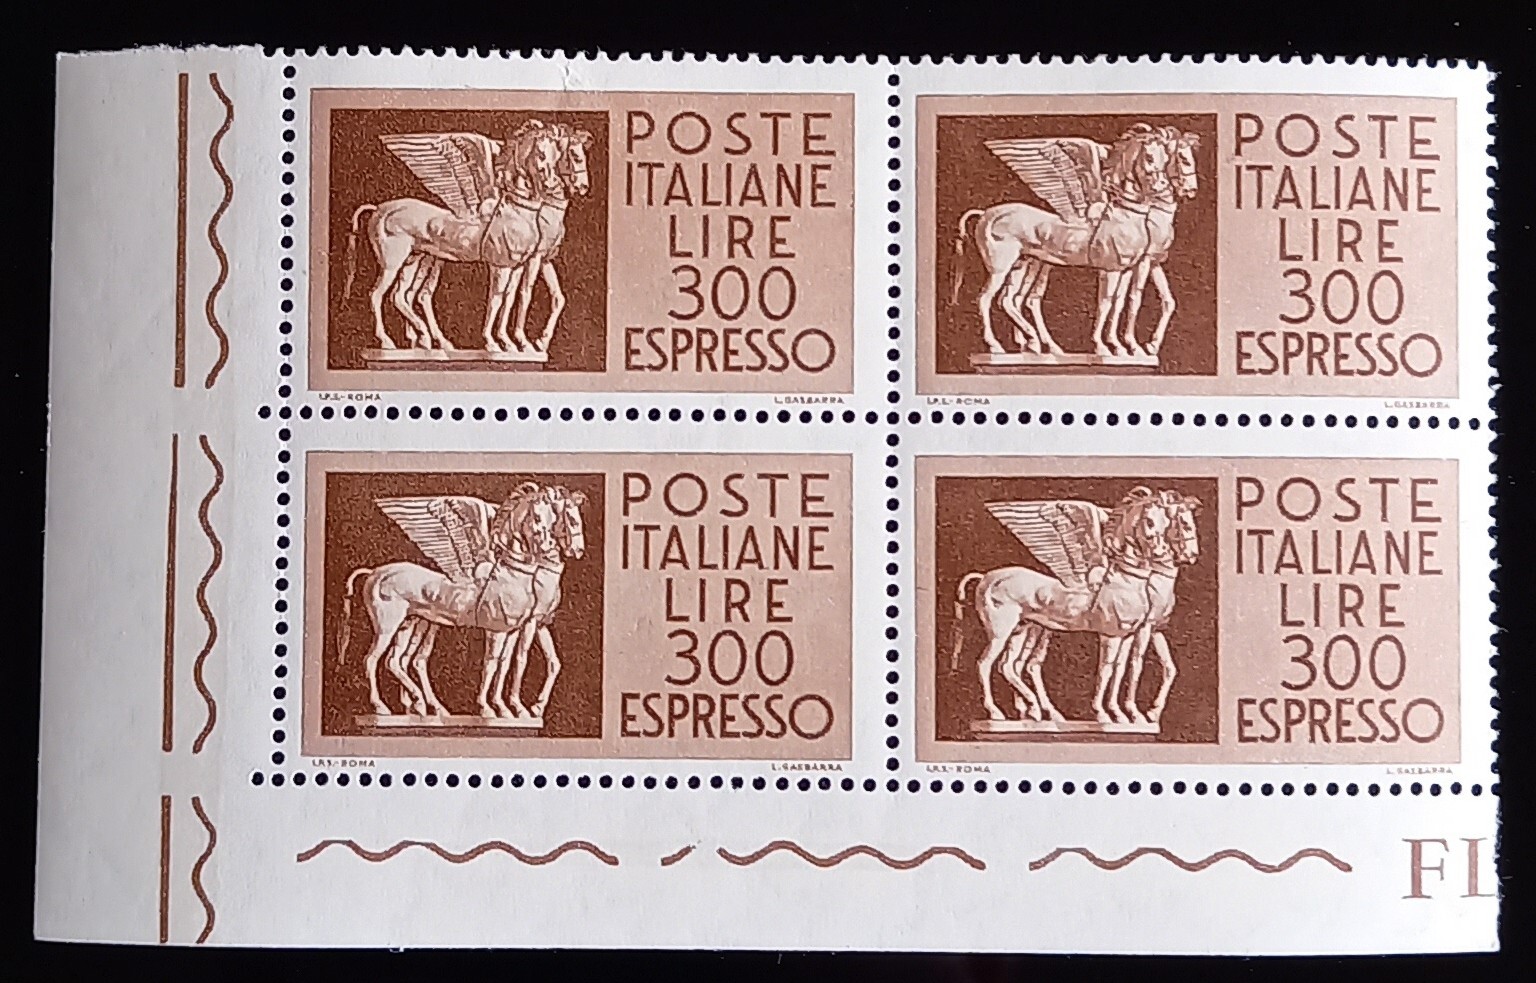 POSTE
ITALIANE
LIRE
300
ESPRESSO
I.P.S.-ROMA
L.GASBARRA
POSTE
ITALIANE
LIRE
300
ESPRESSO
I.P.S.-ROMA
L.GASBARRA
POSTE
ITALIANE
LIRE
300
ESPRESSO
I.P.S.-ROMA
L.GASBARRA
POSTE
ITALIANE
LIRE
300
ESPRESSO
I.P.S.-ROMA
L.GASBARRA